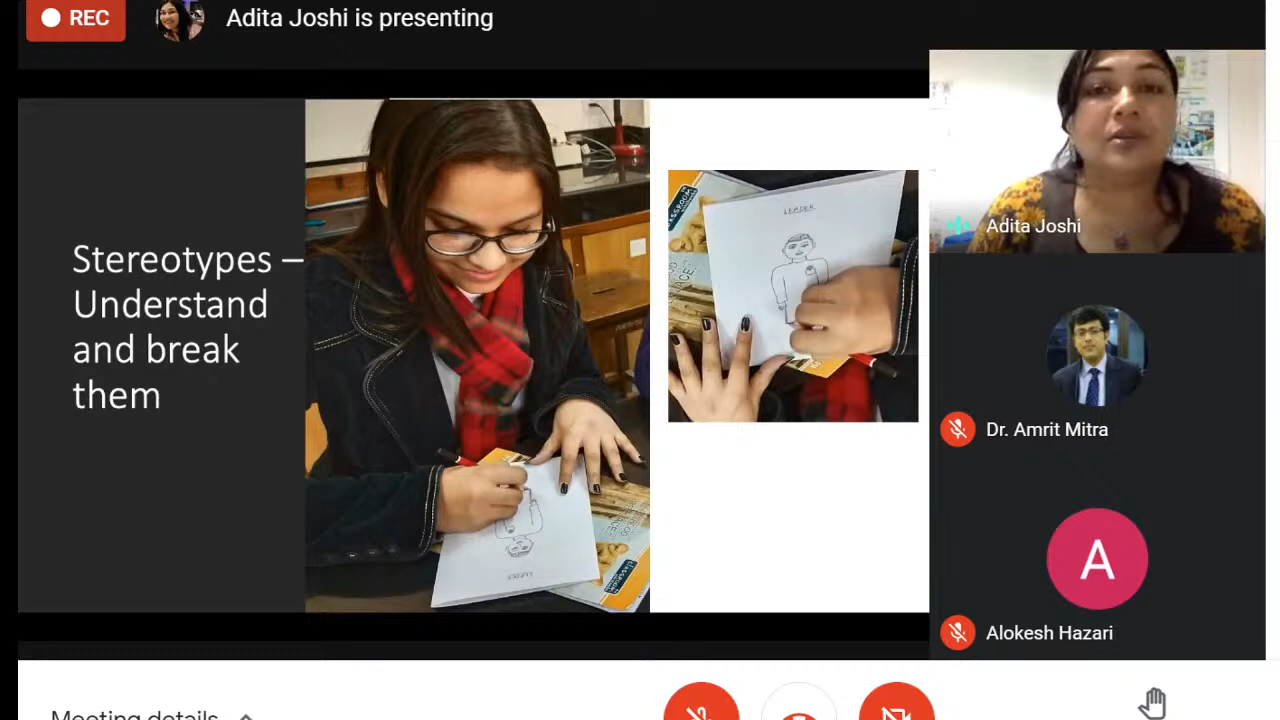 REC
Adita Joshi is presenting
Stereotypes –
Understand
and break
them
LEADER
Adita Joshi
Dr. Amrit Mitra
A
Alokesh Hazari
Meeting details